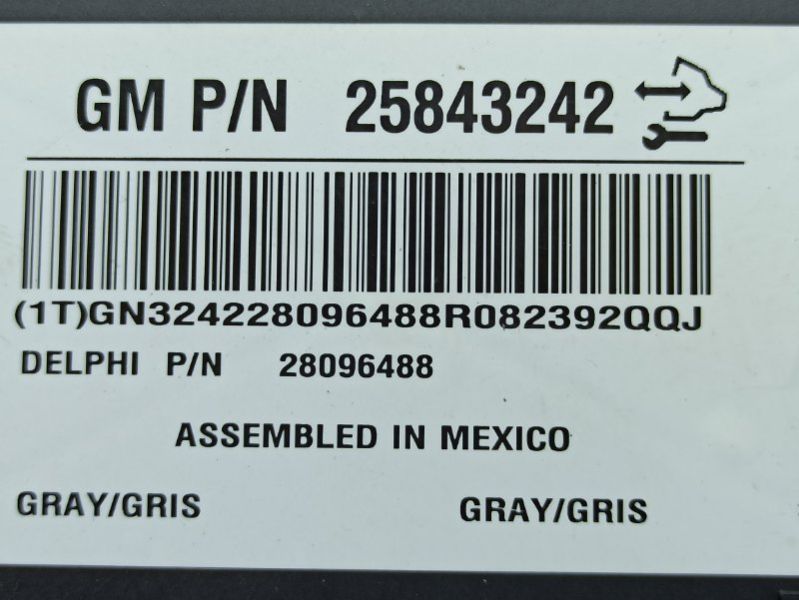 GM P/N 25843242
(1T)GN324228096488R082392QQJ
DELPHI P/N 28096488
ASSEMBLED IN MEXICO
GRAY/GRIS GRAY/GRIS